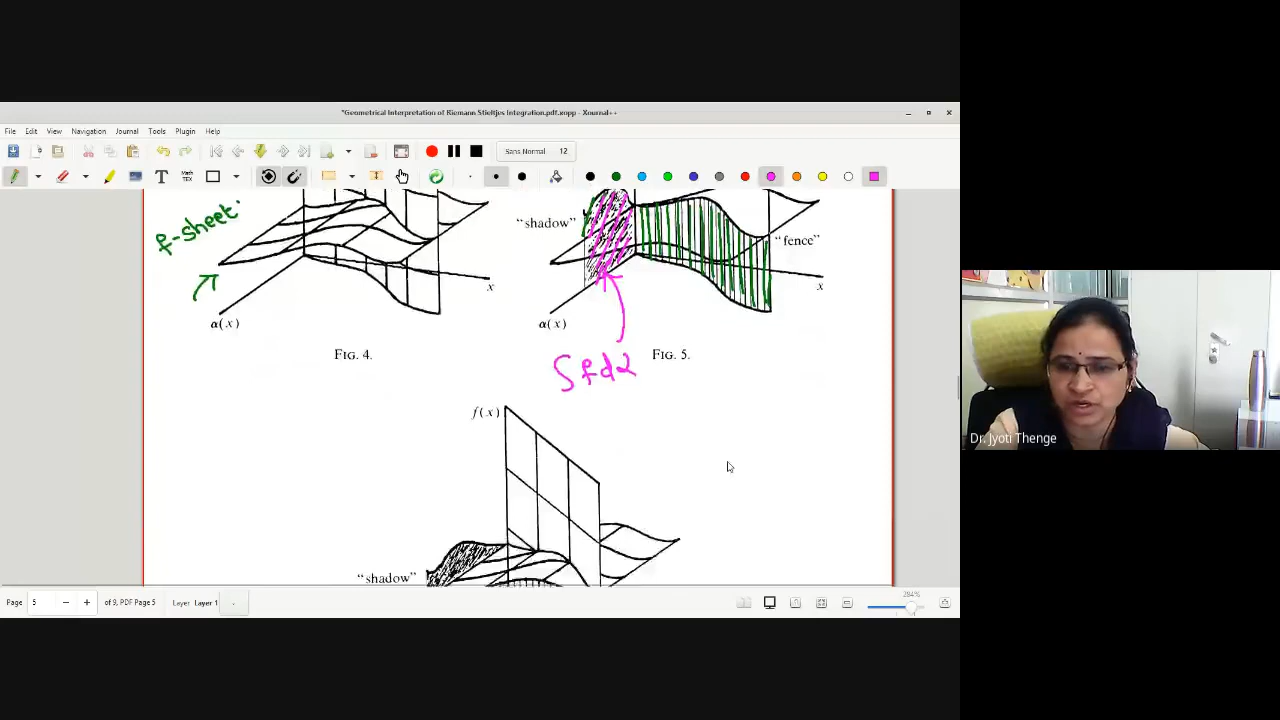 *Geometrical Interpretation of Riemann Stieltjes Integration.pdf.xopp - Xournal++
File Edit View Navigation Journal Tools Plugin Help
Sans Normal 12
f-sheet
"shadow"
"fence"
x
x
α(x)
α(x)
FIG. 4.
FIG. 5.
∫fdα
f(x)
"shadow"
Page 5 of 9, PDF Page 5 Layer Layer 1
284%
Dr. Jyoti Thenge